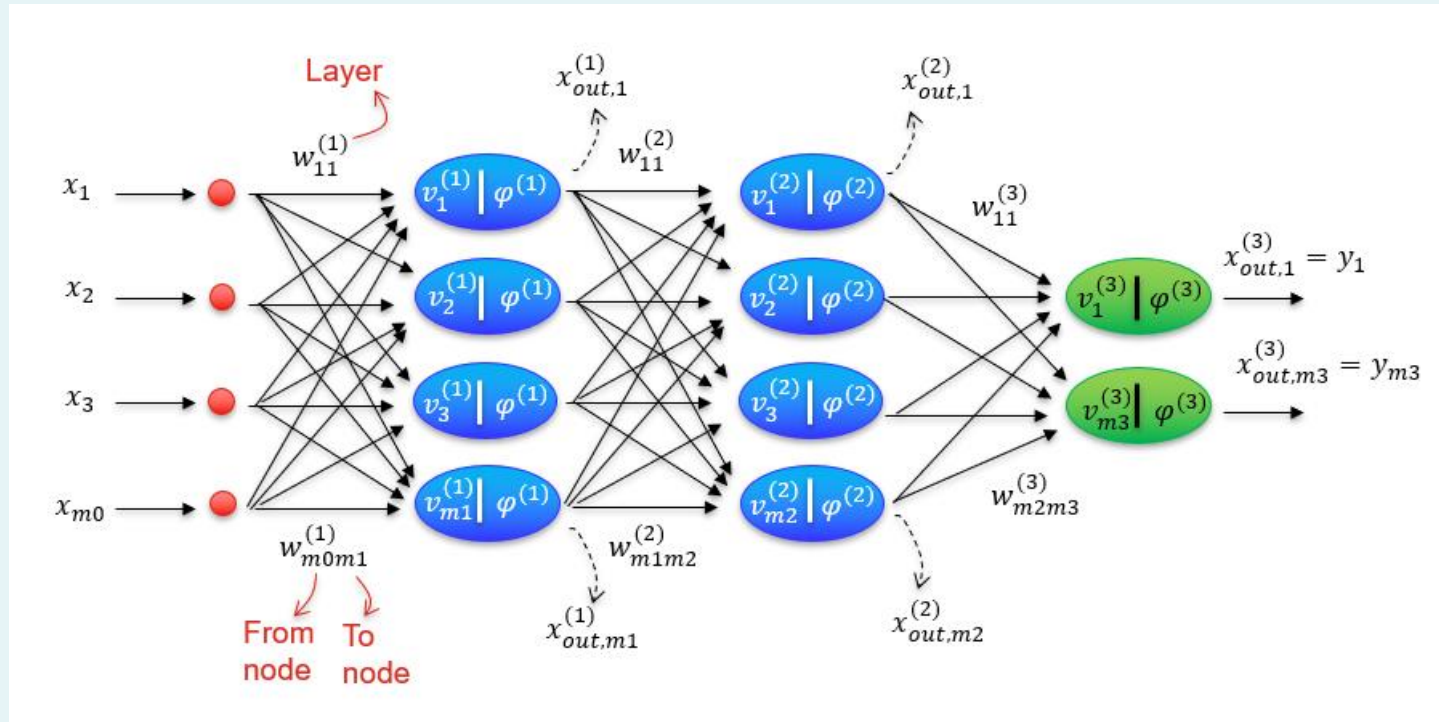 Layer
x_{out,1}^{(1)}
x_{out,1}^{(2)}
w_{11}^{(1)}
w_{11}^{(2)}
x_1
v_1^{(1)} | φ^{(1)}
v_1^{(2)} | φ^{(2)}
w_{11}^{(3)}
x_{out,1}^{(3)} = y_1
x_2
v_2^{(1)} | φ^{(1)}
v_2^{(2)} | φ^{(2)}
v_1^{(3)} | φ^{(3)}
x_{out,m3}^{(3)} = y_{m3}
x_3
v_3^{(1)} | φ^{(1)}
v_3^{(2)} | φ^{(2)}
v_{m3}^{(3)} | φ^{(3)}
x_{m0}
v_{m1}^{(1)} | φ^{(1)}
v_{m2}^{(2)} | φ^{(2)}
w_{m2m3}^{(3)}
w_{m0m1}^{(1)}
w_{m1m2}^{(2)}
From node
To node
x_{out,m1}^{(1)}
x_{out,m2}^{(2)}